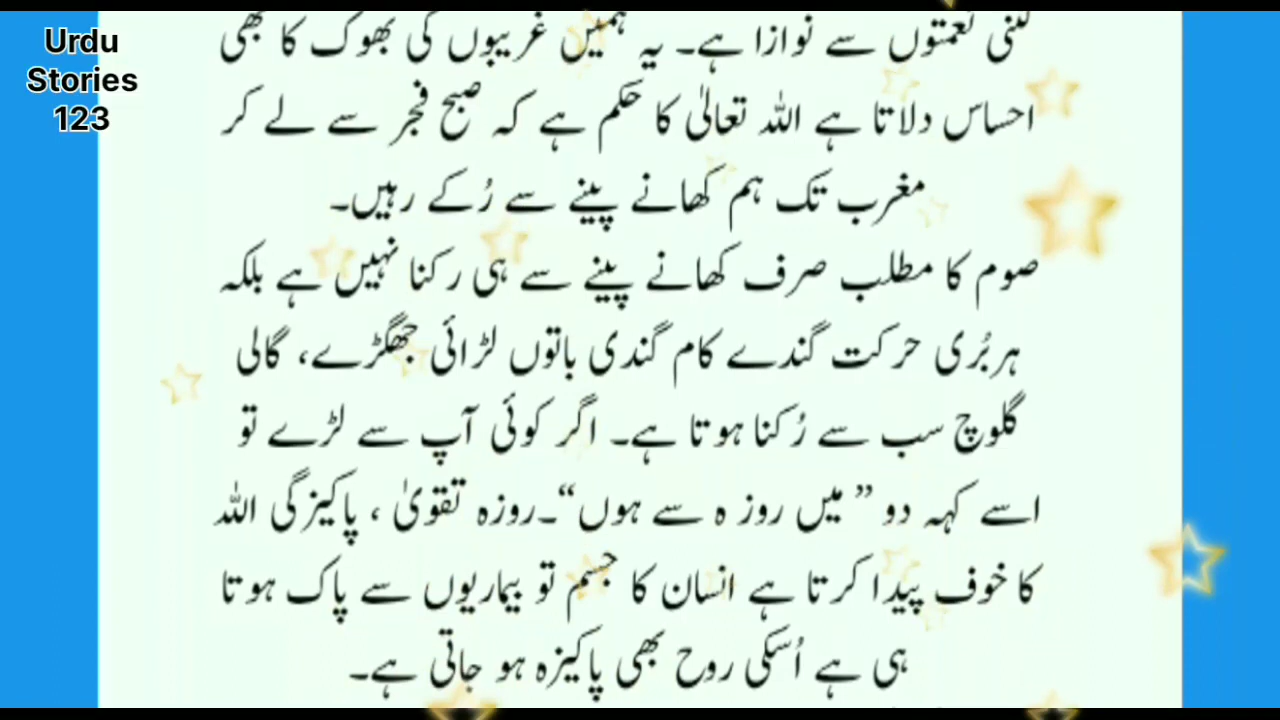 Urdu
Stories
123
کتنی نعمتوں سے نوازا ہے۔ یہ ہمیں غریبوں کی بھوک کا بھی
احساس دلاتا ہے اللہ تعالیٰ کا حکم ہے کہ صبح فجر سے لے کر
مغرب تک ہم کھانے پینے سے رُکے رہیں۔
صوم کا مطلب صرف کھانے پینے سے ہی رکنا نہیں ہے بلکہ
ہر بُری حرکت گندے کام گندی باتوں لڑائی جھگڑے، گالی
گلوچ سب سے رُکنا ہوتا ہے۔ اگر کوئی آپ سے لڑے تو
اسے کہہ دو ”میں روز ہ سے ہوں“۔روزہ تقویٰ ، پاکیزگی اللہ
کا خوف پیدا کرتا ہے انسان کا جسم تو بیماریوں سے پاک ہوتا
ہی ہے اُسکی روح بھی پاکیزہ ہو جاتی ہے۔